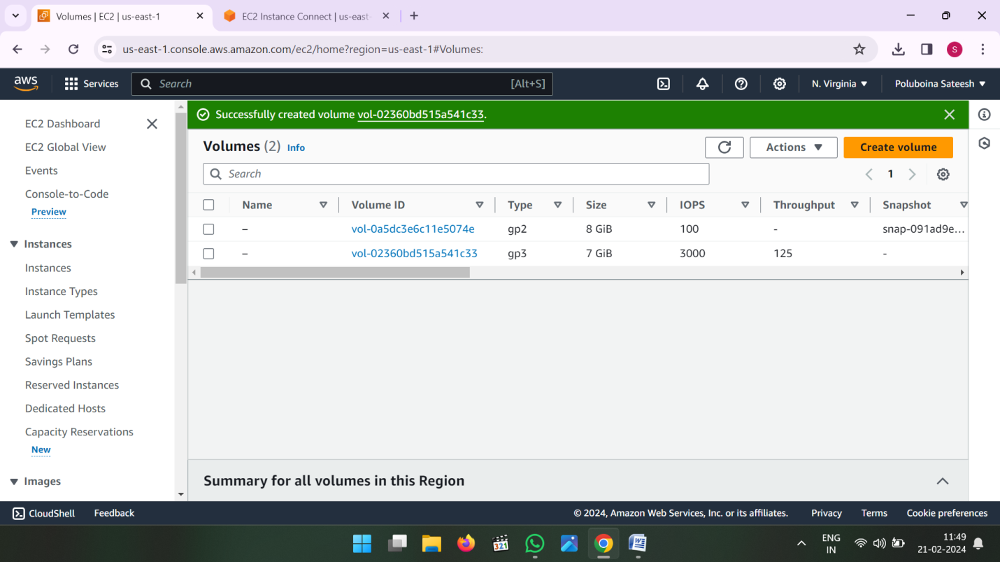 Volumes | EC2 | us-east-1
EC2 Instance Connect | us-east-
us-east-1.console.aws.amazon.com/ec2/home?region=us-east-1#Volumes:
S
aws
Services
Search
[Alt+S]
N. Virginia
Poluboina Sateesh
EC2 Dashboard
EC2 Global View
Events
Console-to-Code
Preview
Instances
Instances
Instance Types
Launch Templates
Spot Requests
Savings Plans
Reserved Instances
Dedicated Hosts
Capacity Reservations
New
Images
Successfully created volume vol-02360bd515a541c33.
Volumes (2) Info
Actions
Create volume
Search
1
Name Volume ID Type Size IOPS Throughput Snapshot
– vol-0a5dc3e6c11e5074e gp2 8 GiB 100 - snap-091ad9e...
– vol-02360bd515a541c33 gp3 7 GiB 3000 125 -
Summary for all volumes in this Region
CloudShell Feedback © 2024, Amazon Web Services, Inc. or its affiliates. Privacy Terms Cookie preferences
321
W
ENG
IN
11:49
21-02-2024